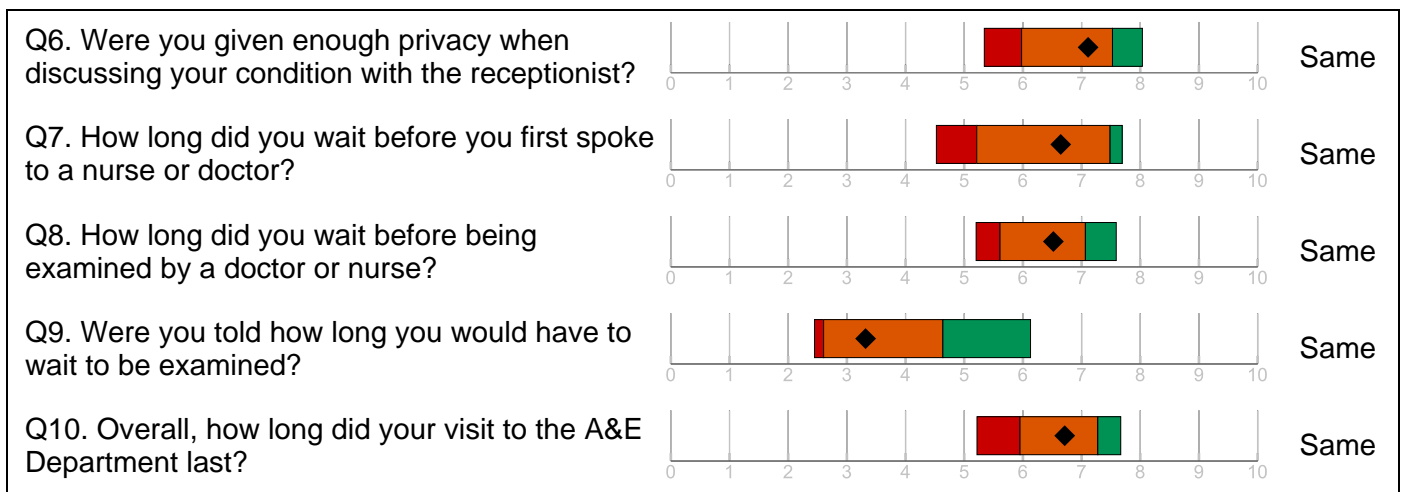 Q6. Were you given enough privacy when
discussing your condition with the receptionist?
0 1 2 3 4 5 6 7 8 9 10
Same
Q7. How long did you wait before you first spoke
to a nurse or doctor?
0 1 2 3 4 5 6 7 8 9 10
Same
Q8. How long did you wait before being
examined by a doctor or nurse?
0 1 2 3 4 5 6 7 8 9 10
Same
Q9. Were you told how long you would have to
wait to be examined?
0 1 2 3 4 5 6 7 8 9 10
Same
Q10. Overall, how long did your visit to the A&E
Department last?
0 1 2 3 4 5 6 7 8 9 10
Same